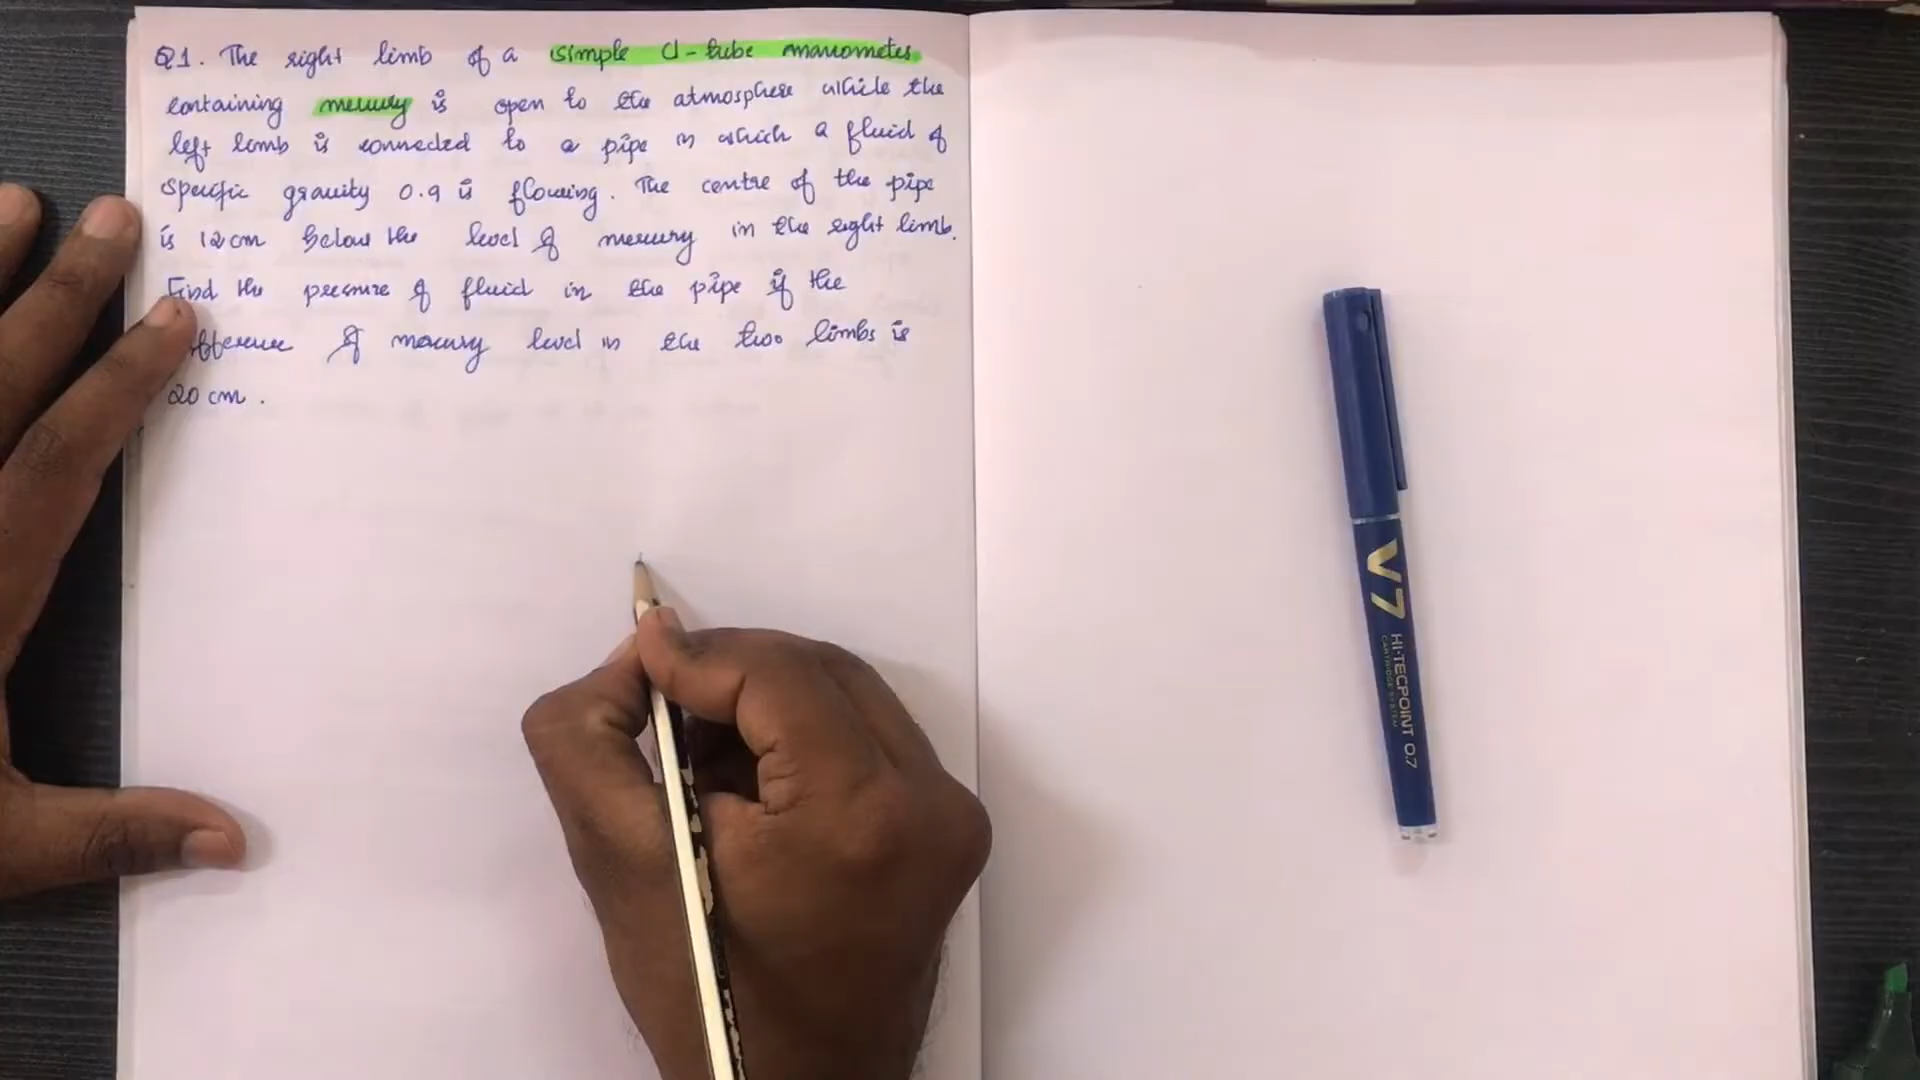 Q1. The right limb of a simple U-tube manometer
containing mercury is open to the atmosphere while the
left limb is connected to a pipe in which a fluid of
specific gravity 0.9 is flowing. The centre of the pipe
is 12cm below the level of mercury in the right limb.
Find the pressure of fluid in the pipe if the
difference of mercury level in the two limbs is
20 cm.
V7
HI-TECPOINT 0.7
CARTRIDGE SYSTEM